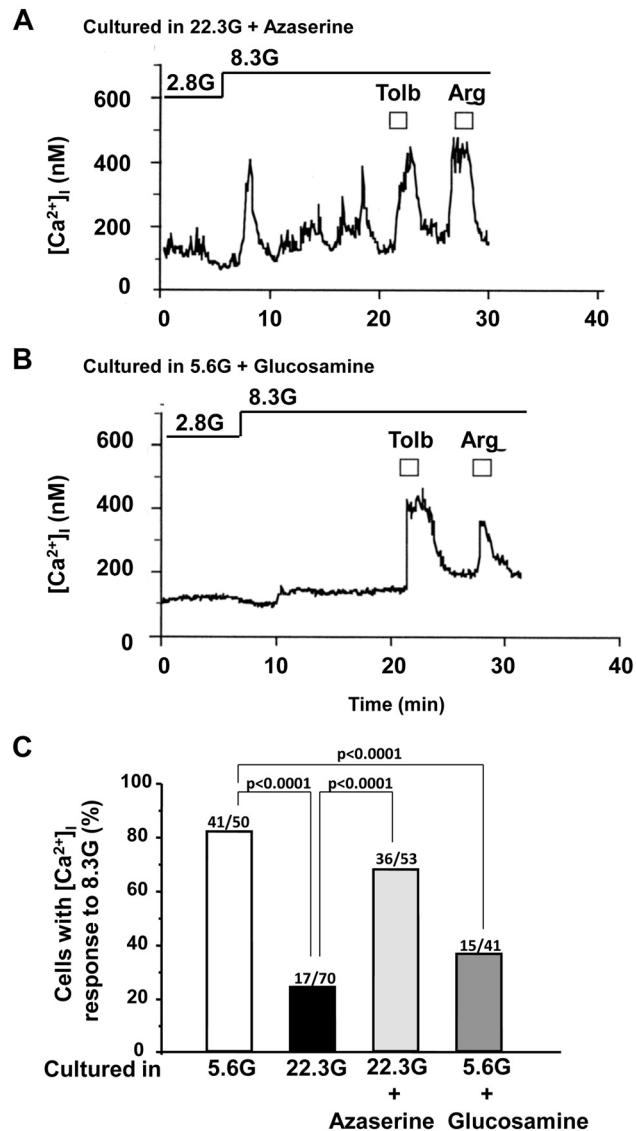 A
Cultured in 22.3G + Azaserine
8.3G
2.8G
Tolb Arg
600
400
200
0
[Ca²⁺]I (nM)
0 10 20 30 40
B
Cultured in 5.6G + Glucosamine
8.3G
2.8G
Tolb Arg
600
400
200
0
[Ca²⁺]I (nM)
0 10 20 30 40
Time (min)
C
p<0.0001
p<0.0001 p<0.0001
100
80
60
40
20
0
Cells with [Ca²⁺]I
response to 8.3G (%)
41/50
17/70
36/53
15/41
Cultured in 5.6G 22.3G 22.3G 5.6G
+ +
Azaserine Glucosamine